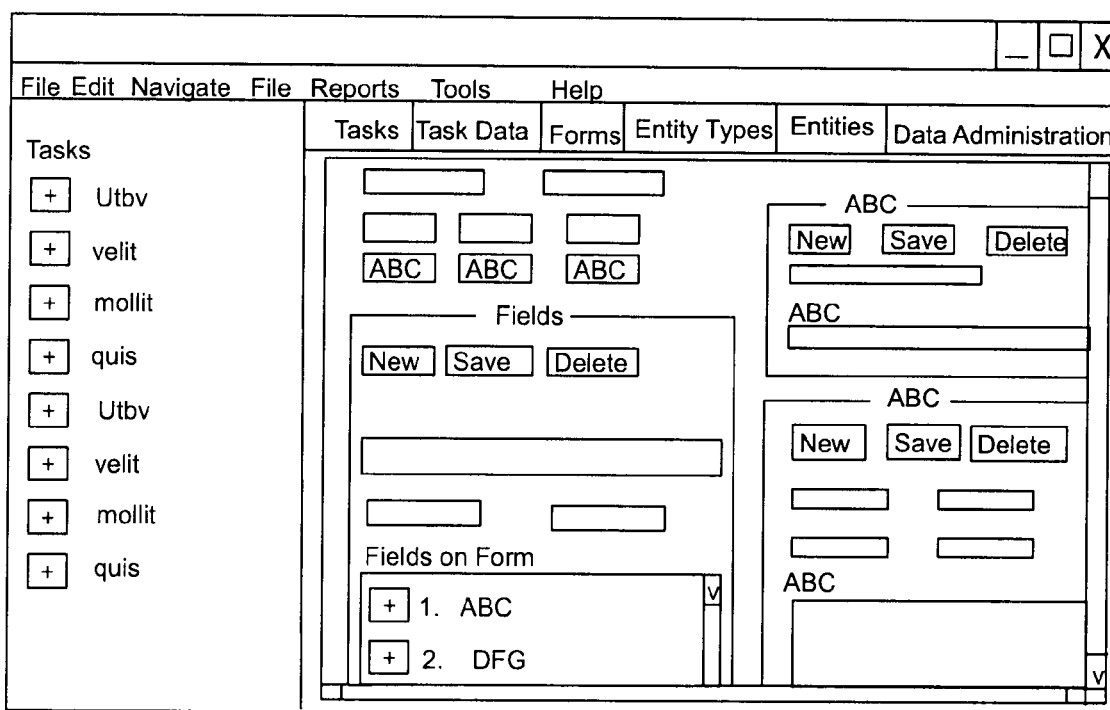 X
File Edit Navigate File Reports Tools Help
Tasks Task Data Forms Entity Types Entities Data Administration
Tasks
+ Utbv
+ velit
+ mollit
+ quis
+ Utbv
+ velit
+ mollit
+ quis
ABC ABC ABC
Fields
New Save Delete
Fields on Form
+ 1. ABC
+ 2. DFG
v
ABC
New Save Delete
ABC
ABC
New Save Delete
ABC
v